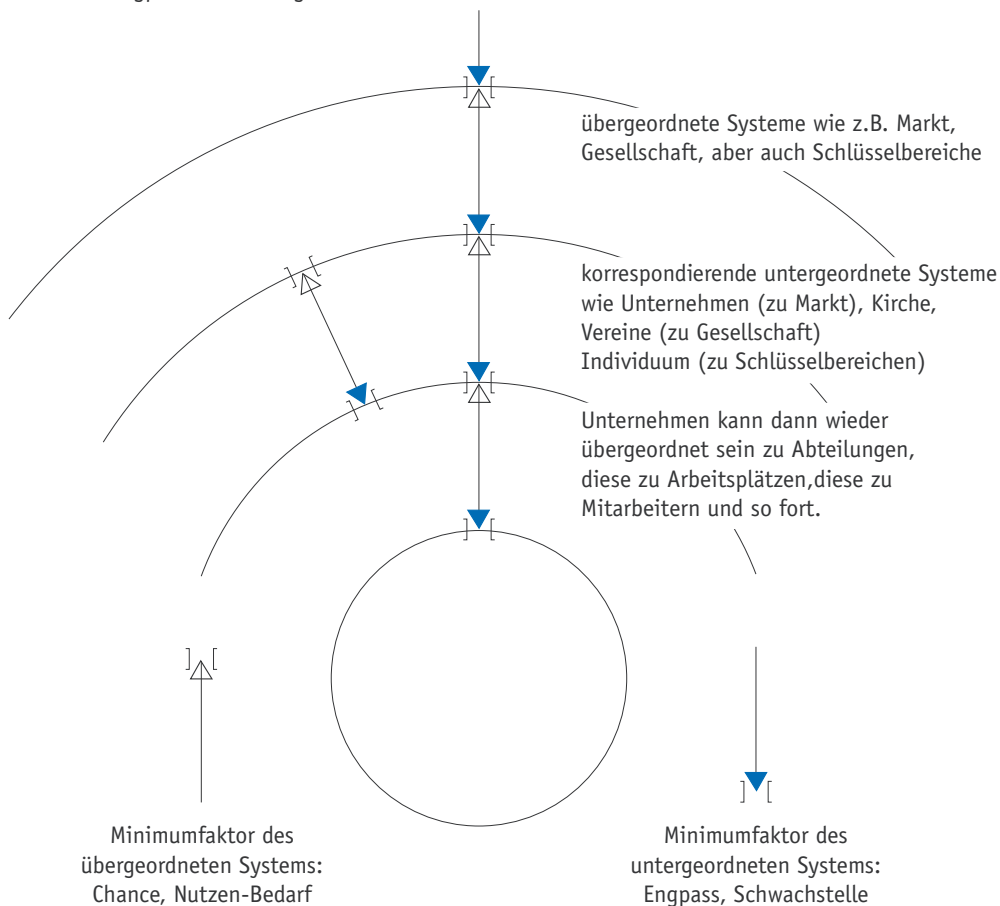 übergeordnete Systeme wie z.B. Markt,
Gesellschaft, aber auch Schlüsselbereiche
korrespondierende untergeordnete Systeme
wie Unternehmen (zu Markt), Kirche,
Vereine (zu Gesellschaft)
Individuum (zu Schlüsselbereichen)
Unternehmen kann dann wieder
übergeordnet sein zu Abteilungen,
diese zu Arbeitsplätzen,diese zu
Mitarbeitern und so fort.
Minimumfaktor des
übergeordneten Systems:
Chance, Nutzen-Bedarf
Minimumfaktor des
untergeordneten Systems:
Engpass, Schwachstelle